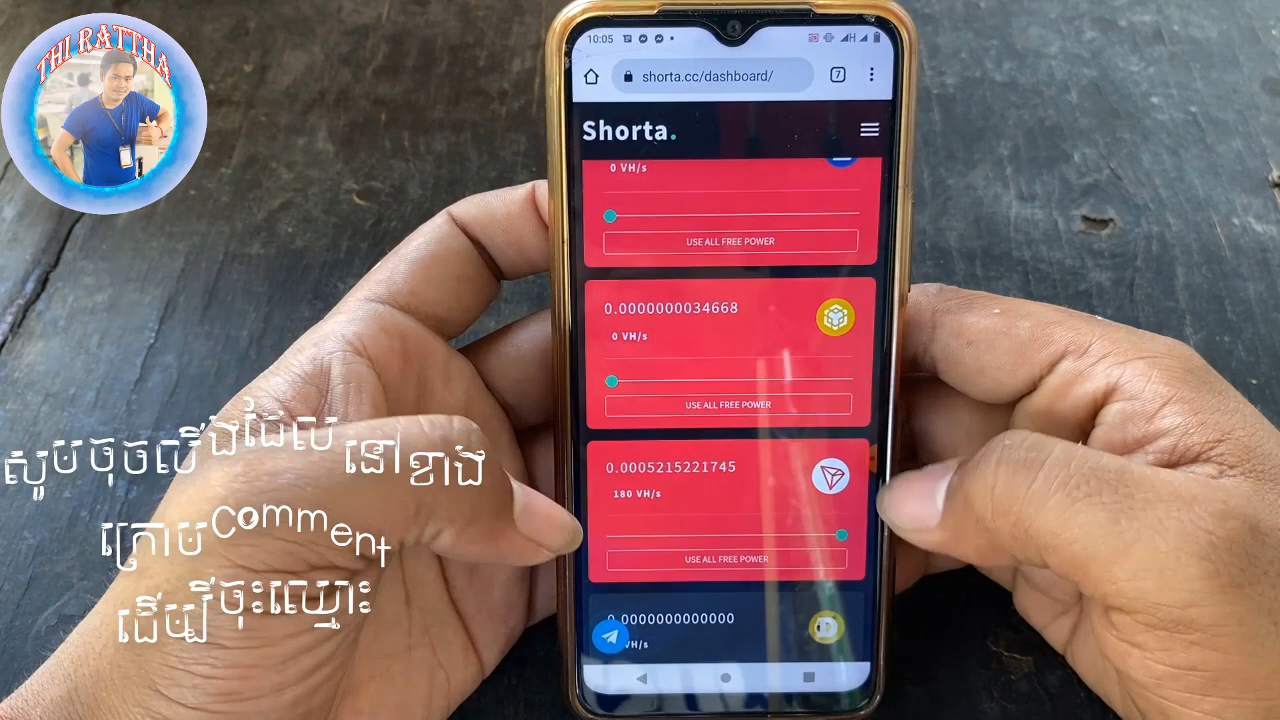 THI RATTHA
10:05
shorta.cc/dashboard/
7
Shorta.
0 VH/s
USE ALL FREE POWER
0.0000000034668
0 VH/s
USE ALL FREE POWER
0.0005215221745
180 VH/s
USE ALL FREE POWER
0.0000000000000
VH/s
សូមចុចលីងដែលនៅខាង
ក្រោមcomment
ដើម្បីចុះឈ្មោះ